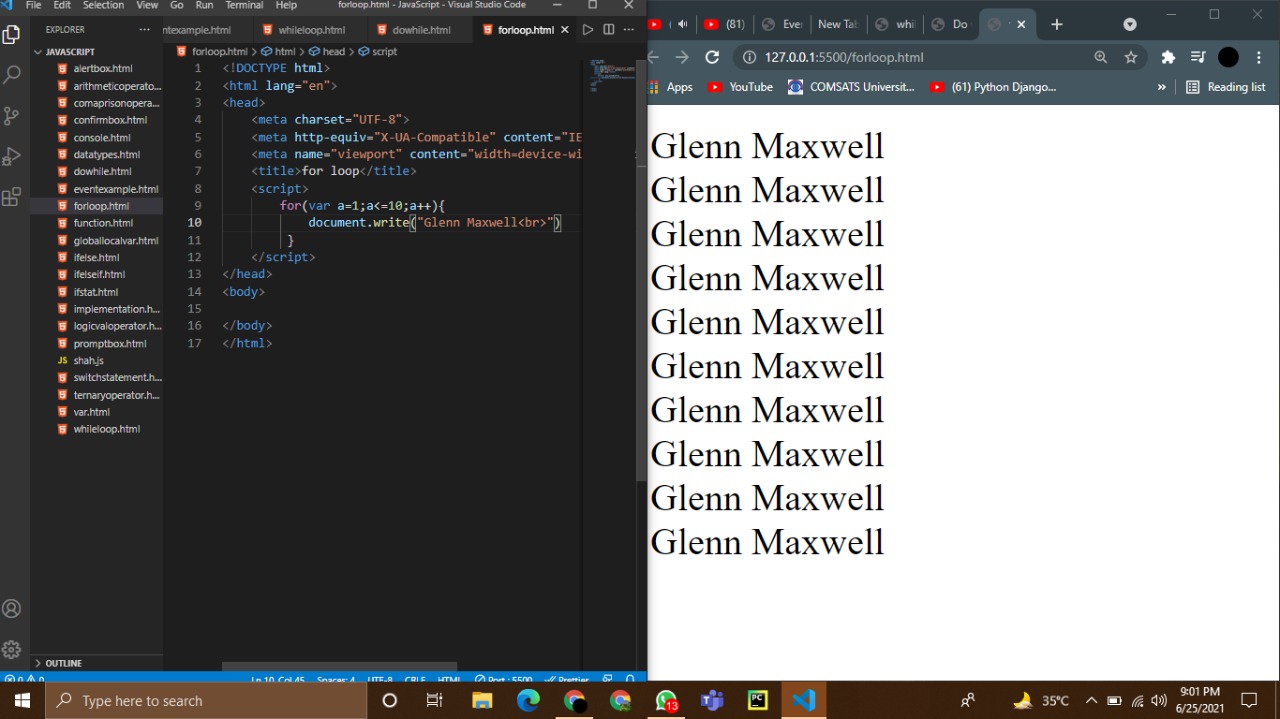 File Edit Selection View Go Run Terminal Help forloop.html - JavaScript - Visual Studio Code
EXPLORER
JAVASCRIPT
alertbox.html
arithmeticoperato...
comaprisonopera...
confirmbox.html
console.html
datatypes.html
dowhile.html
eventexample.html
forloop.html
function.html
globallocalvar.html
ifelse.html
ifelseif.html
ifstat.html
implementation.h...
logicvaloperator.h...
promptbox.html
JS shah.js
switchstatement.h...
ternaryoperator.h...
var.html
whileloop.html
OUTLINE
ntexample.html whileloop.html dowhile.html forloop.html
forloop.html > html > head > script
1 <!DOCTYPE html>
2 <html lang="en">
3 <head>
4 <meta charset="UTF-8">
5 <meta http-equiv="X-UA-Compatible" content="IE
6 <meta name="viewport" content="width=device-wi
7 <title>for loop</title>
8 <script>
9 for(var a=1;a<=10;a++){
10 document.write("Glenn Maxwell<br>")
11 }
12 </script>
13 </head>
14 <body>
15
16 </body>
17 </html>
0 0 Ln 10, Col 45 Spaces: 4 UTF-8 CRLF HTML Port : 5500 Prettier
(81) Ever New Tab whi Do
127.0.0.1:5500/forloop.html
Apps YouTube COMSATS Universit... (61) Python Django... » Reading list
Glenn Maxwell
Glenn Maxwell
Glenn Maxwell
Glenn Maxwell
Glenn Maxwell
Glenn Maxwell
Glenn Maxwell
Glenn Maxwell
Glenn Maxwell
Glenn Maxwell
Type here to search
13
PC
35°C
9:01 PM
6/25/2021